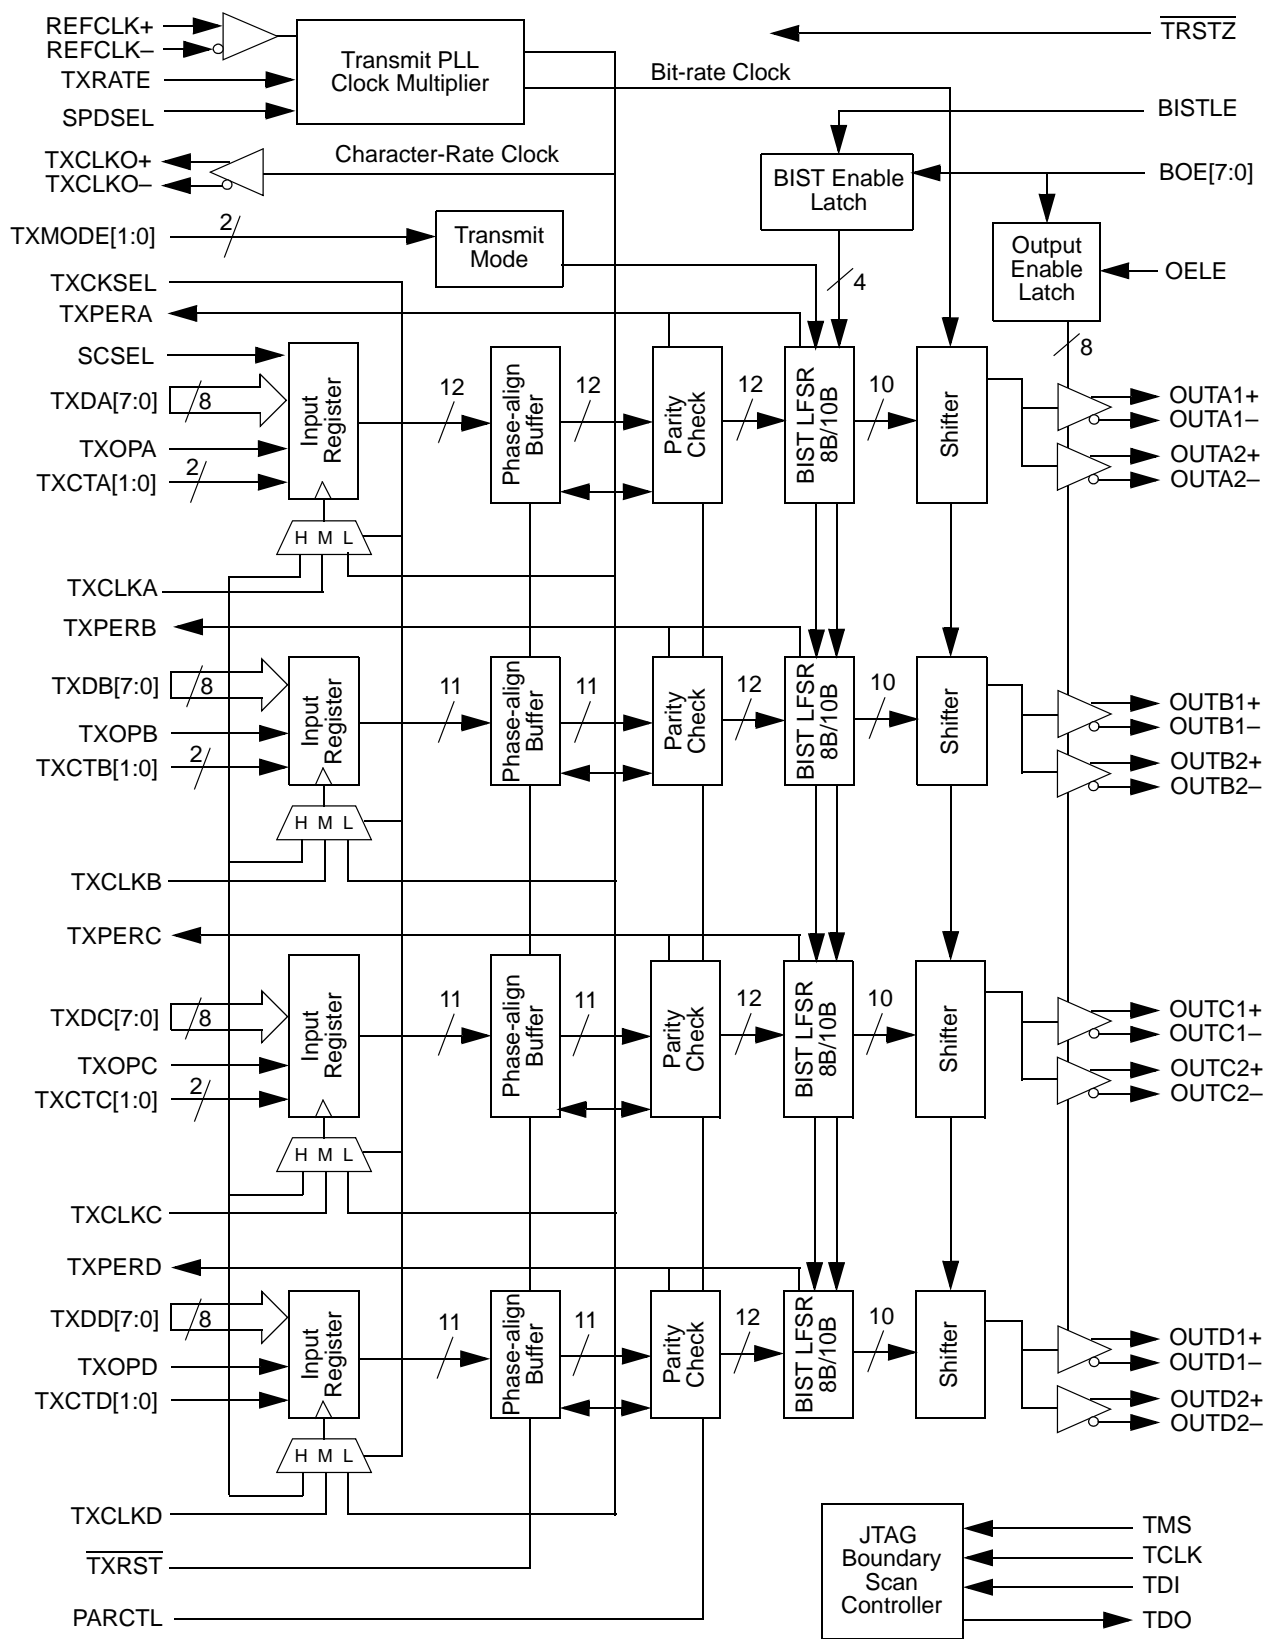 REFCLK+
REFCLK–
TXRATE
SPDSEL
Transmit PLL
Clock Multiplier
TRSTZ
Bit-rate Clock
BISTLE
TXCLKO+
TXCLKO–
Character-Rate Clock
BIST Enable
Latch
BOE[7:0]
TXMODE[1:0]
2
Transmit
Mode
Output
Enable
Latch
OELE
TXCKSEL
4
TXPERA
8
SCSEL
TXDA[7:0]
8
TXOPA
TXCTA[1:0]
2
Input
Register
12
Phase-align
Buffer
12
Parity
Check
12
BIST LFSR
8B/10B
10
Shifter
OUTA1+
OUTA1–
OUTA2+
OUTA2–
H M L
TXCLKA
TXPERB
TXDB[7:0]
8
TXOPB
TXCTB[1:0]
2
Input
Register
11
Phase-align
Buffer
11
Parity
Check
12
BIST LFSR
8B/10B
10
Shifter
OUTB1+
OUTB1–
OUTB2+
OUTB2–
H M L
TXCLKB
TXPERC
TXDC[7:0]
8
TXOPC
TXCTC[1:0]
2
Input
Register
11
Phase-align
Buffer
11
Parity
Check
12
BIST LFSR
8B/10B
10
Shifter
OUTC1+
OUTC1–
OUTC2+
OUTC2–
H M L
TXCLKC
TXPERD
TXDD[7:0]
8
TXOPD
TXCTD[1:0]
Input
Register
11
Phase-align
Buffer
11
Parity
Check
12
BIST LFSR
8B/10B
10
Shifter
OUTD1+
OUTD1–
OUTD2+
OUTD2–
H M L
TXCLKD
TXRST
PARCTL
JTAG
Boundary
Scan
Controller
TMS
TCLK
TDI
TDO